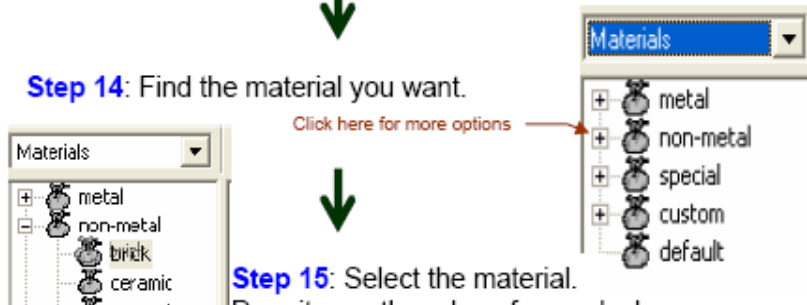 Materials
Step 14: Find the material you want.
Click here for more options
metal
non-metal
special
custom
default
Materials
metal
non-metal
brick
ceramic
Step 15: Select the material.